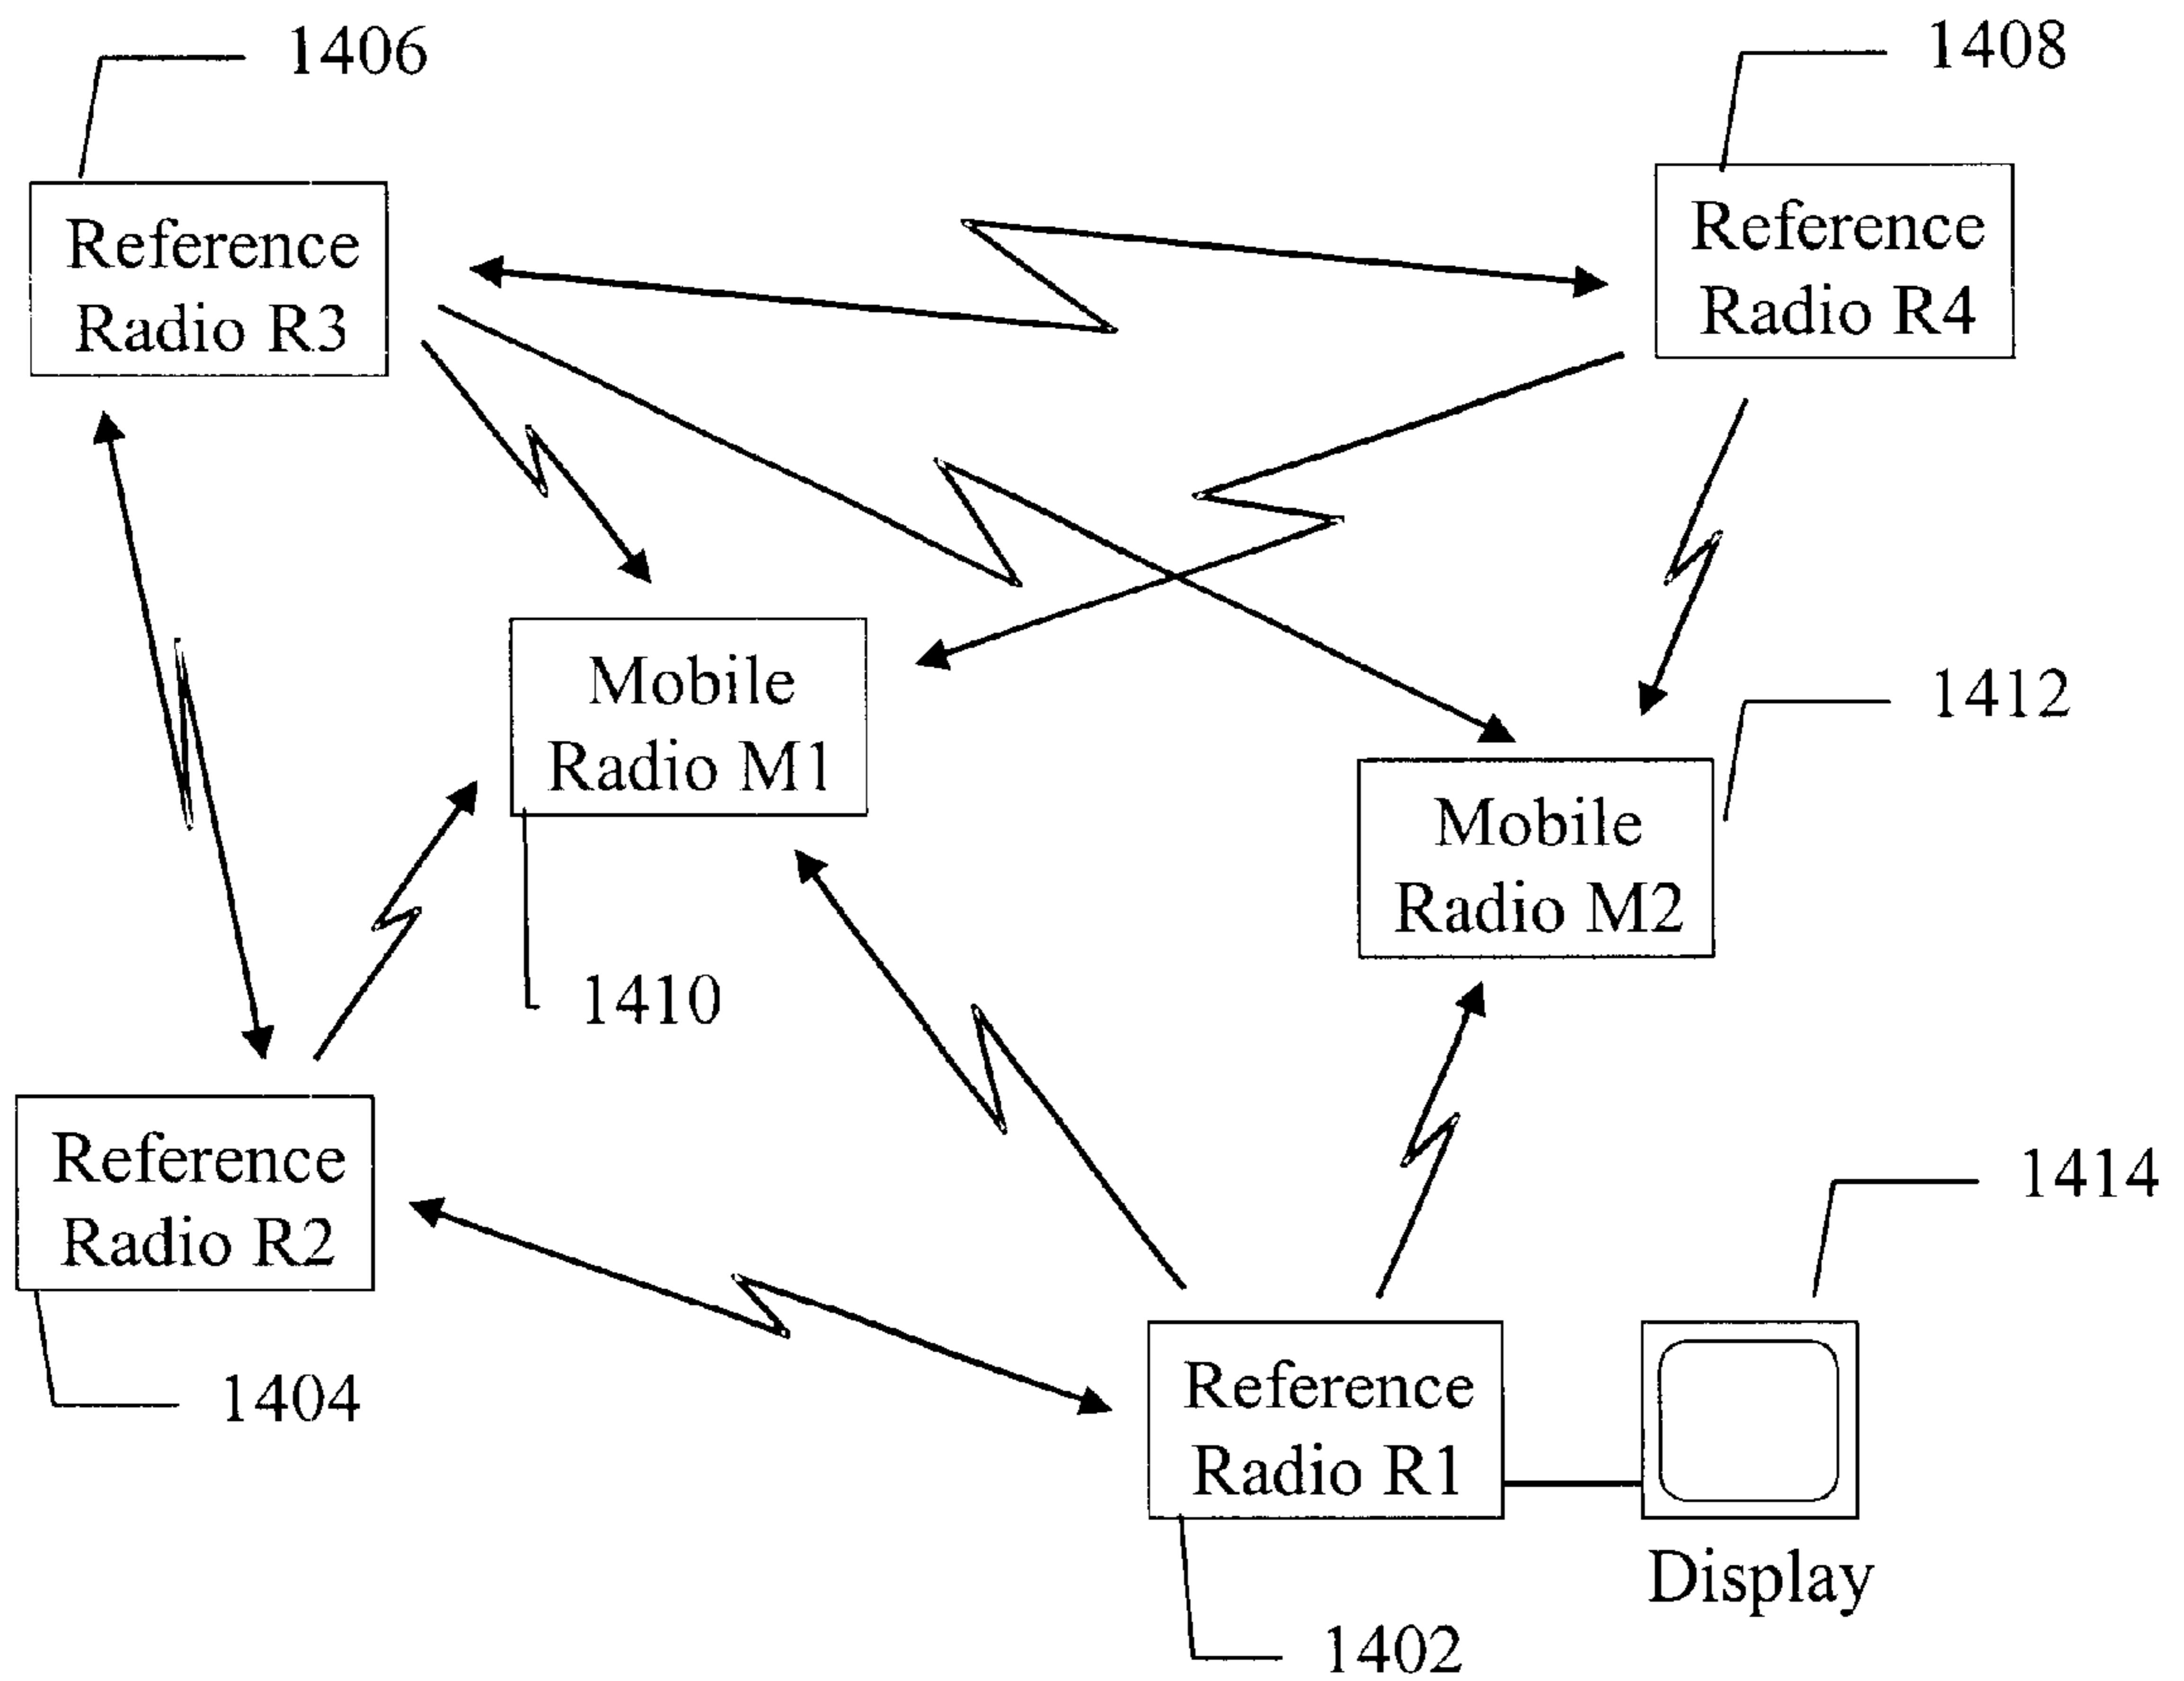 1406
1408
Reference
Radio R3
Reference
Radio R4
Mobile
Radio M1
1412
Mobile
Radio M2
1410
Reference
Radio R2
1414
1404
Reference
Radio R1
Display
1402